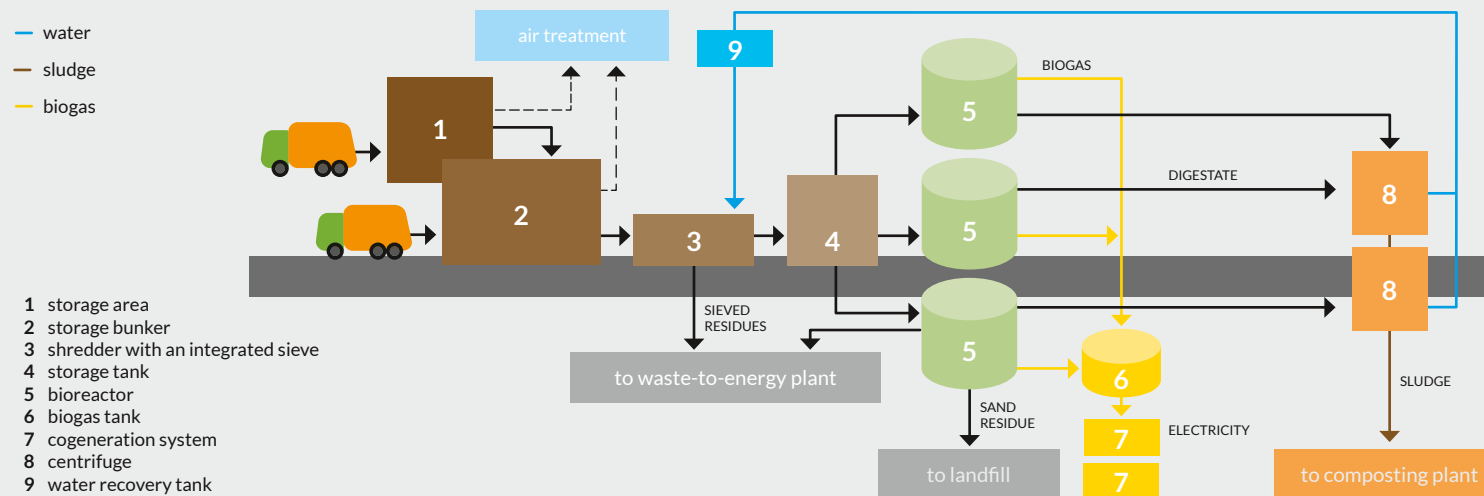 water
sludge
biogas
air treatment
9
BIOGAS
1
5
2
DIGESTATE
8
3
4
5
8
1 storage area
2 storage bunker
3 shredder with an integrated sieve
4 storage tank
5 bioreactor
6 biogas tank
7 cogeneration system
8 centrifuge
9 water recovery tank
SIEVED
RESIDUES
to waste-to-energy plant
5
6
SLUDGE
SAND
RESIDUE
7
ELECTRICITY
to landfill
7
to composting plant